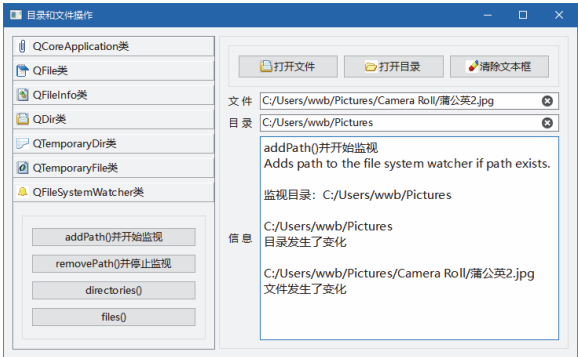 目录和文件操作
QCoreApplication类
QFile类
QFileInfo类
QDir类
QTemporaryDir类
QTemporaryFile类
QFileSystemWatcher类
addPath()并开始监视
removePath()并停止监视
directories()
files()
打开文件 打开目录 清除文本框
文件 C:/Users/wwb/Pictures/Camera Roll/蒲公英2.jpg
目录 C:/Users/wwb/Pictures
信息
addPath()并开始监视
Adds path to the file system watcher if path exists.
监视目录：C:/Users/wwb/Pictures
C:/Users/wwb/Pictures
目录发生了变化
C:/Users/wwb/Pictures/Camera Roll/蒲公英2.jpg
文件发生了变化